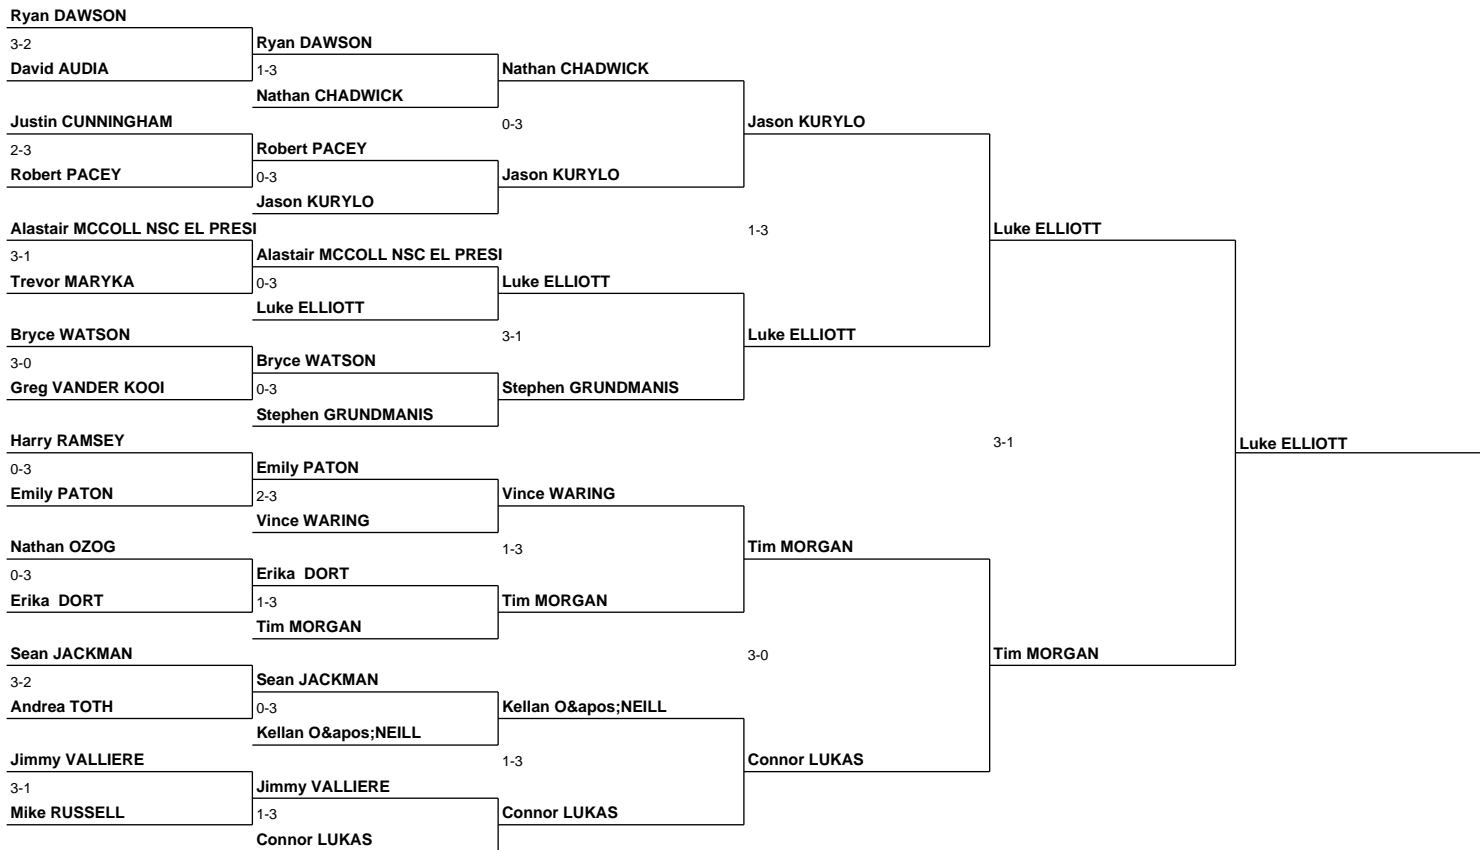 Ryan DAWSON
3-2
David AUDIA
Ryan DAWSON
1-3
Nathan CHADWICK
Nathan CHADWICK
Justin CUNNINGHAM
2-3
Robert PACEY
Robert PACEY
0-3
Jason KURYLO
0-3
Jason KURYLO
Jason KURYLO
Alastair MCCOLL NSC EL PRESI
3-1
Trevor MARYKA
Alastair MCCOLL NSC EL PRESI
0-3
Luke ELLIOTT
Luke ELLIOTT
1-3
Luke ELLIOTT
Bryce WATSON
3-0
Greg VANDER KOOI
Bryce WATSON
0-3
Stephen GRUNDMANIS
3-1
Stephen GRUNDMANIS
Luke ELLIOTT
Harry RAMSEY
0-3
Emily PATON
Emily PATON
2-3
Vince WARING
Vince WARING
3-1
Luke ELLIOTT
Nathan OZOG
0-3
Erika  DORT
Erika  DORT
1-3
Tim MORGAN
1-3
Tim MORGAN
Tim MORGAN
Sean JACKMAN
3-2
Andrea TOTH
Sean JACKMAN
0-3
Kellan O&apos;NEILL
Kellan O&apos;NEILL
3-0
Tim MORGAN
Jimmy VALLIERE
3-1
Mike RUSSELL
Jimmy VALLIERE
1-3
Connor LUKAS
1-3
Connor LUKAS
Connor LUKAS